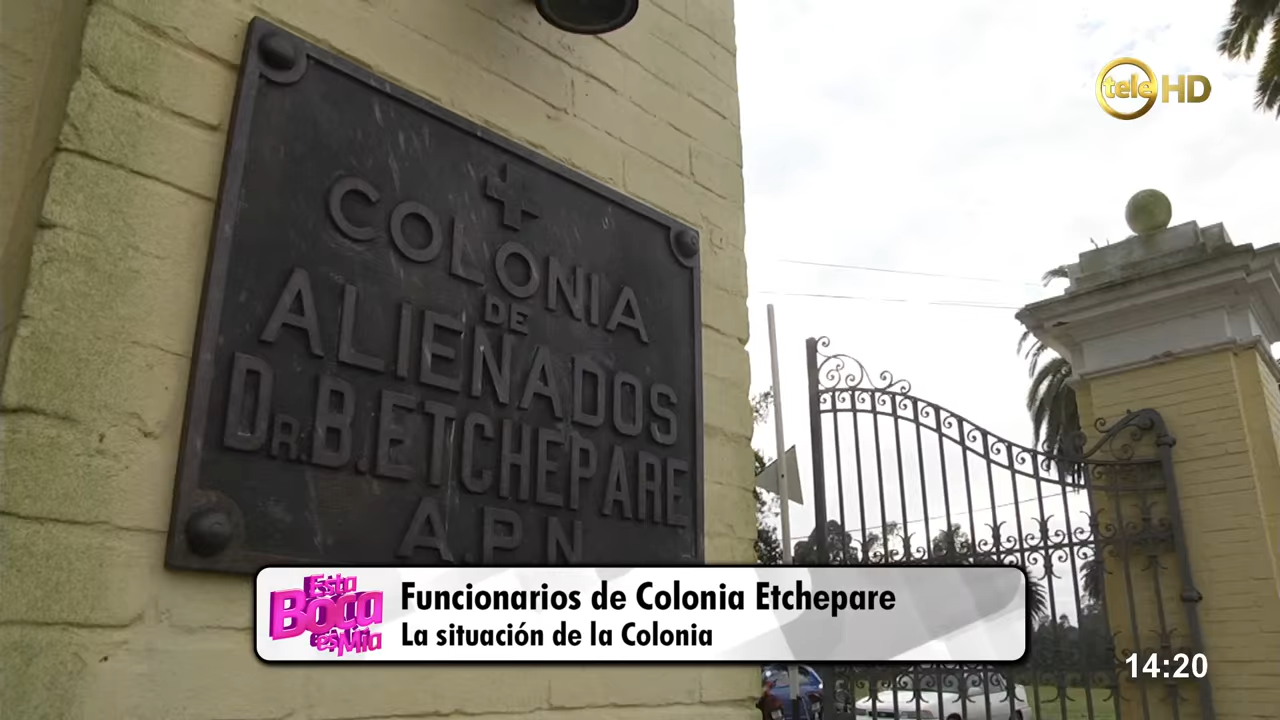 tele HD
COLONIA
DE
ALIENADOS
DR. B. ETCHEPARE
A.P.N
Esta
Boca
es Mía
Funcionarios de Colonia Etchepare
La situación de la Colonia
14:20